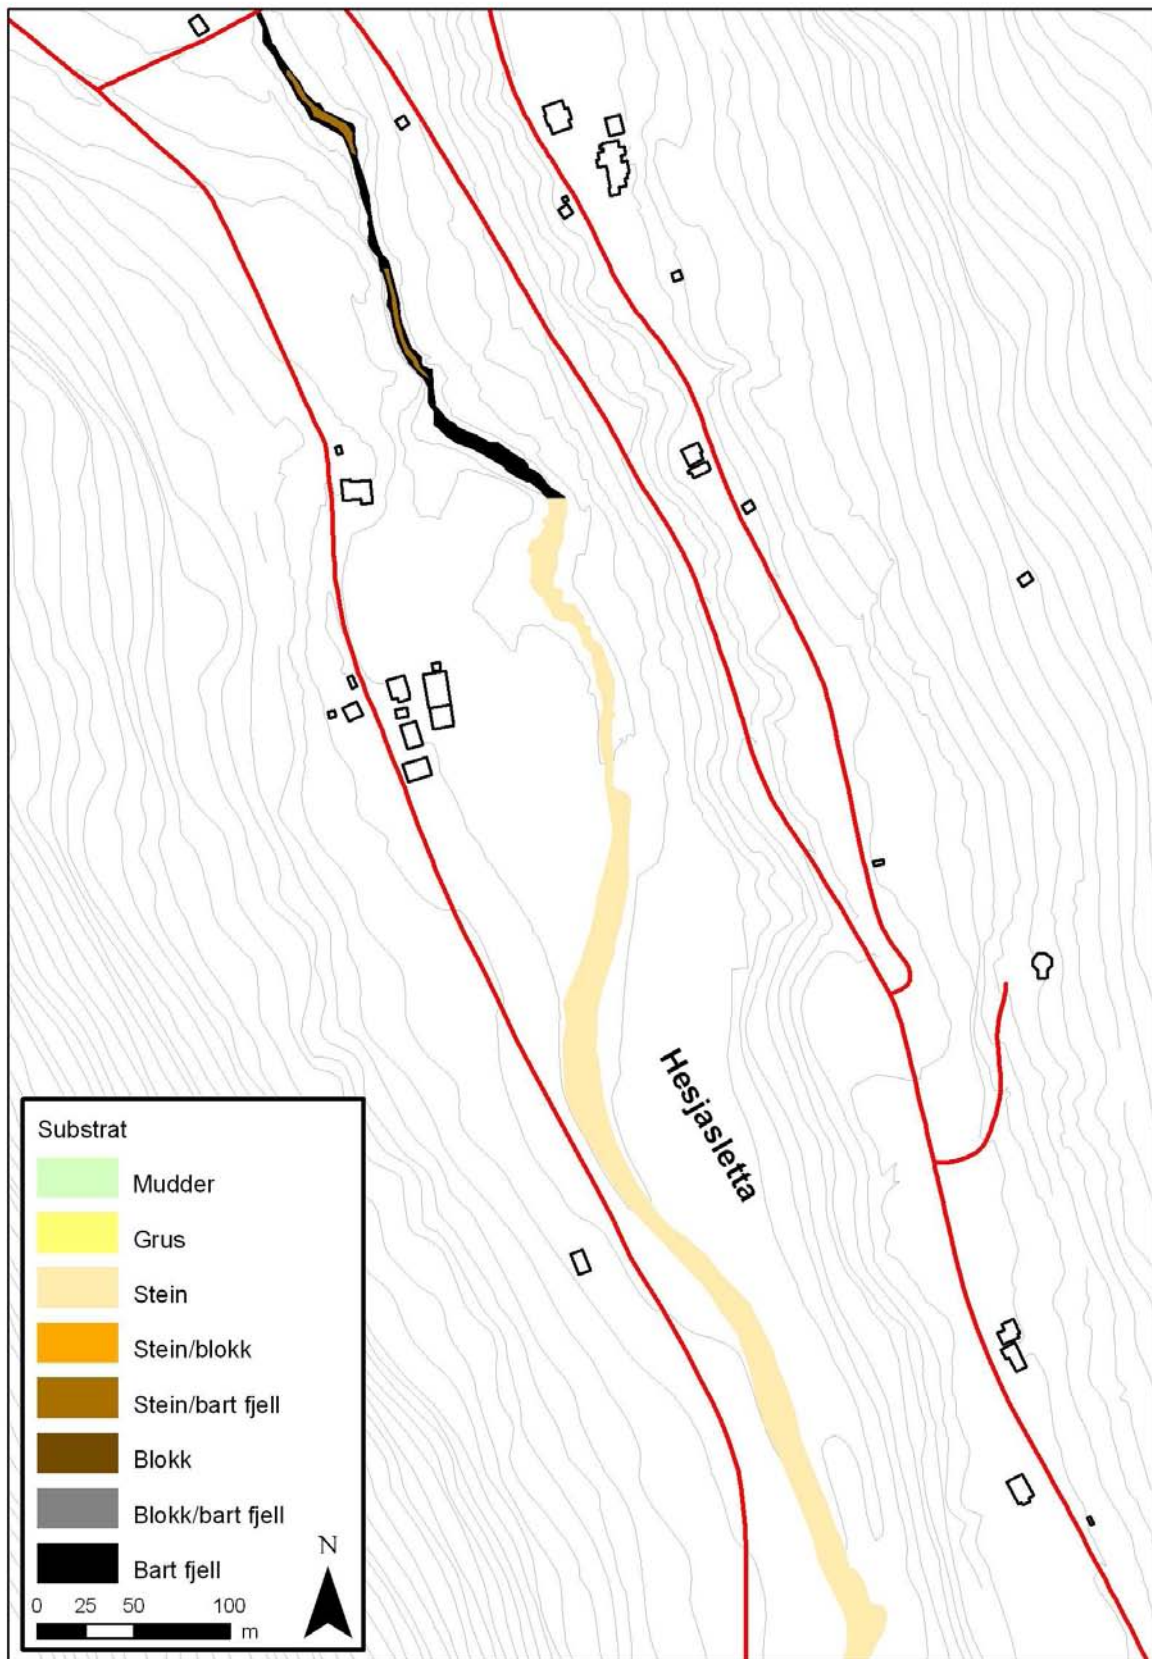 Hesjasletta
Substrat
Mudder
Grus
Stein
Stein/blokk
Stein/bart fjell
Blokk
Blokk/bart fjell
Bart fjell
N
0 25 50 100
m